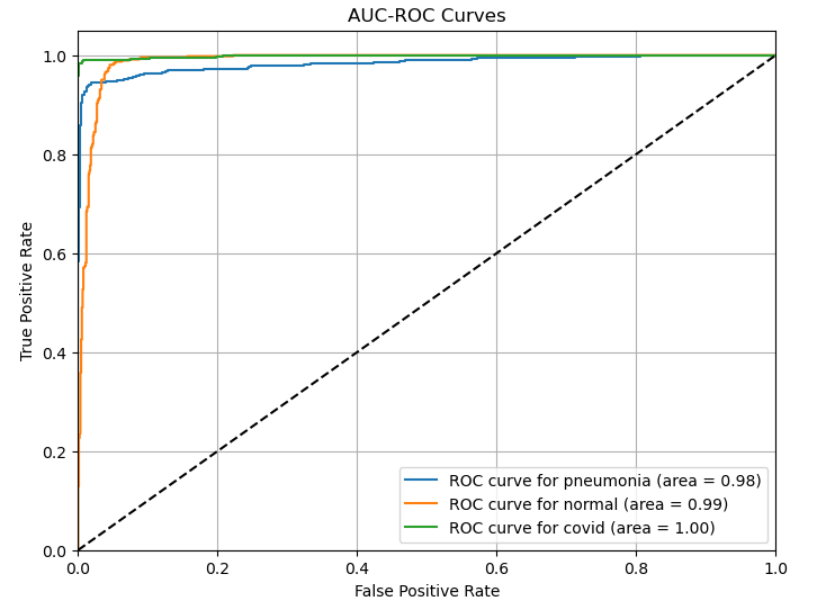 AUC-ROC Curves
True Positive Rate
1.0
0.8
0.6
0.4
0.2
0.0
ROC curve for pneumonia (area = 0.98)
ROC curve for normal (area = 0.99)
ROC curve for covid (area = 1.00)
0.0 0.2 0.4 0.6 0.8 1.0
False Positive Rate